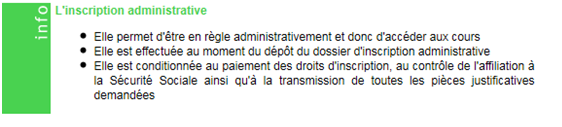 info
L'inscription administrative
• Elle permet d'être en règle administrativement et donc d'accéder aux cours
• Elle est effectuée au moment du dépôt du dossier d'inscription administrative
• Elle est conditionnée au paiement des droits d'inscription, au contrôle de l'affiliation à
la Sécurité Sociale ainsi qu'à la transmission de toutes les pièces justificatives
demandées